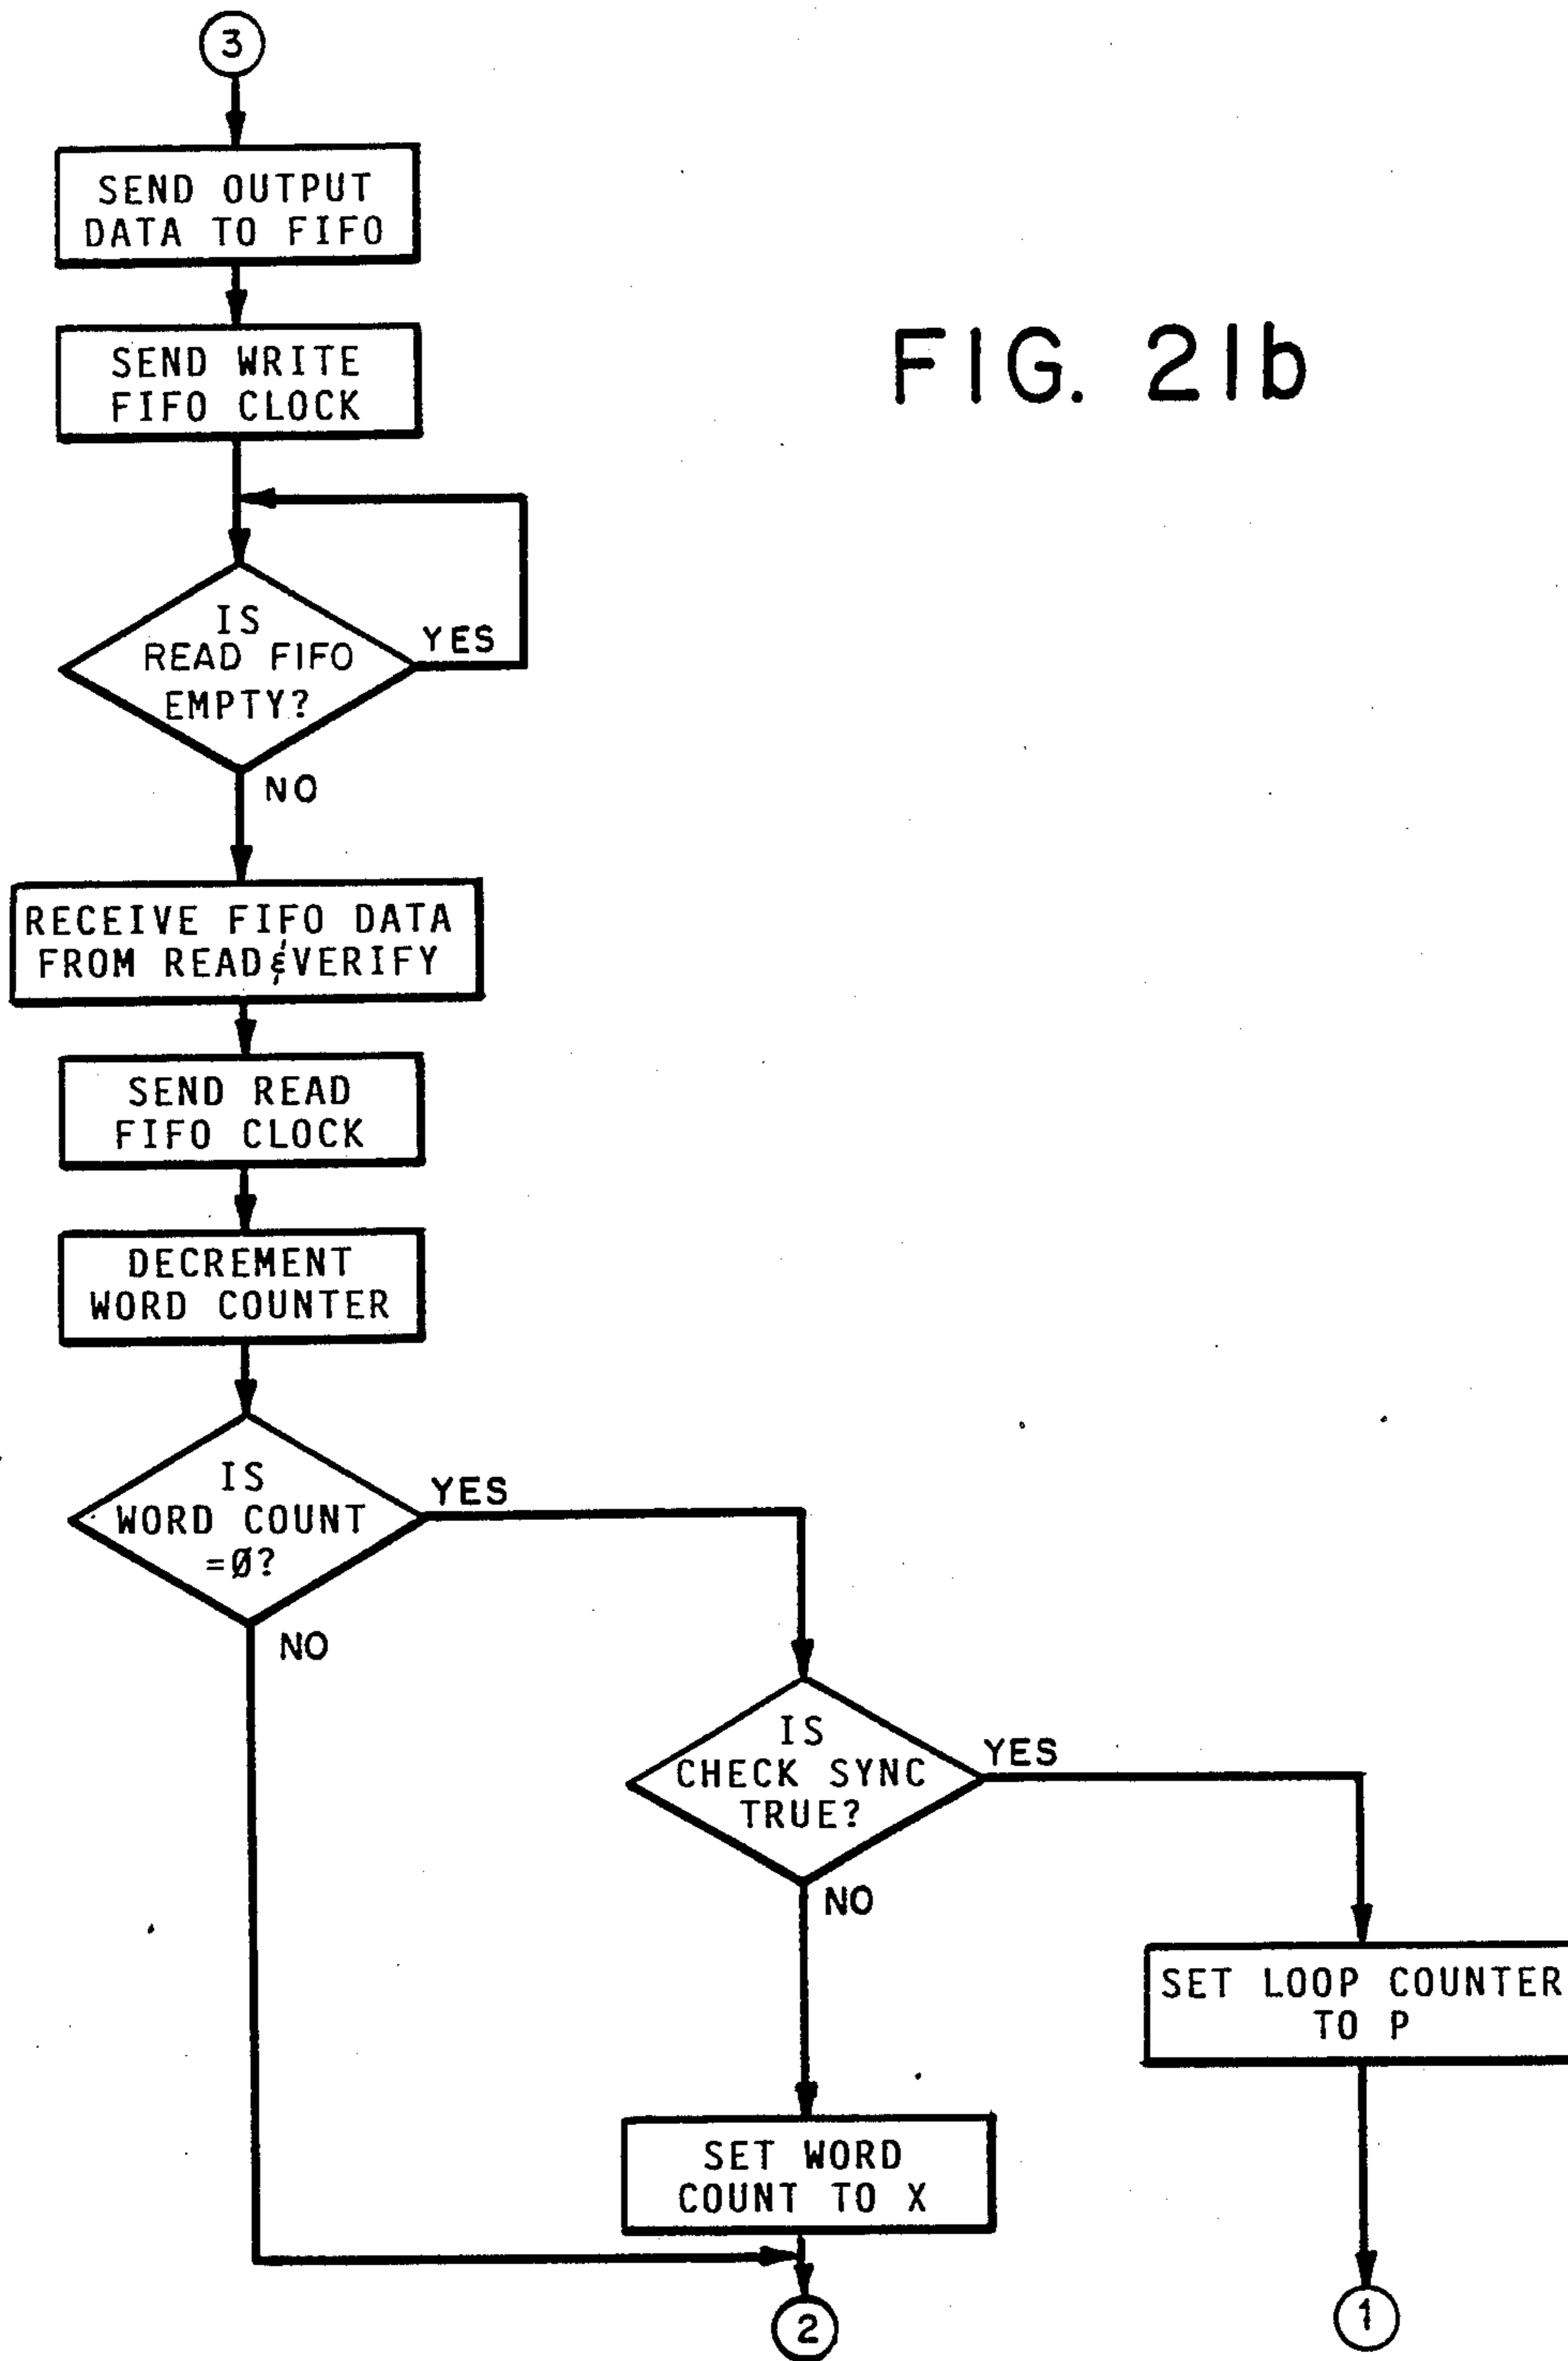 3
SEND OUTPUT
DATA TO FIFO
FIG. 21b
SEND WRITE
FIFO CLOCK
IS
READ FIFO
EMPTY?
YES
NO
RECEIVE FIFO DATA
FROM READ&VERIFY
SEND READ
FIFO CLOCK
DECREMENT
WORD COUNTER
IS
WORD COUNT
=Ø?
YES
NO
IS
CHECK SYNC
TRUE?
YES
NO
SET LOOP COUNTER
TO P
SET WORD
COUNT TO X
2
1